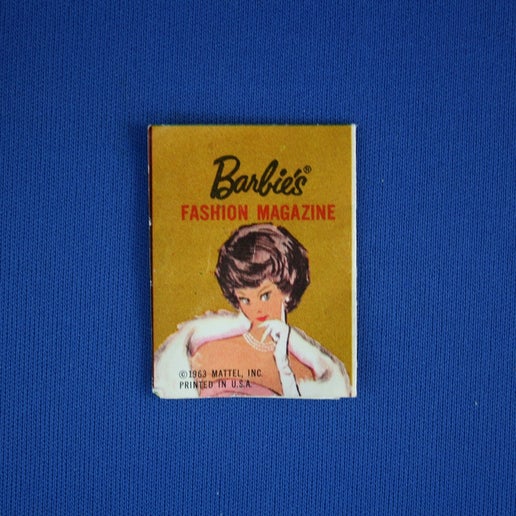 Barbie's®
FASHION MAGAZINE
©1963 MATTEL, INC.
PRINTED IN U.S.A.